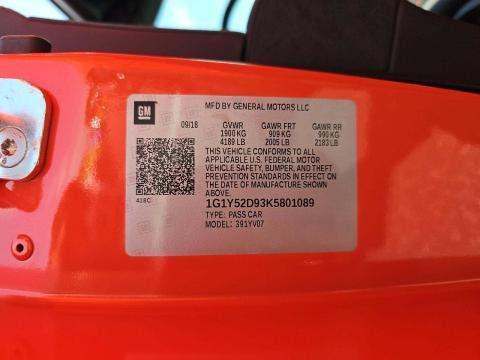 GM
MFD BY GENERAL MOTORS LLC
09/18 GVWR GAWR FRT GAWR RR
1900 KG 909 KG 990 KG
4189 LB 2005 LB 2183 LB
THIS VEHICLE CONFORMS TO ALL
APPLICABLE U.S. FEDERAL MOTOR
VEHICLE SAFETY, BUMPER, AND THEFT
PREVENTION STANDARDS IN EFFECT ON
THE DATE OF MANUFACTURE SHOWN
ABOVE.
418C
1G1Y52D93K5801089
TYPE: PASS CAR
MODEL: 391YV07